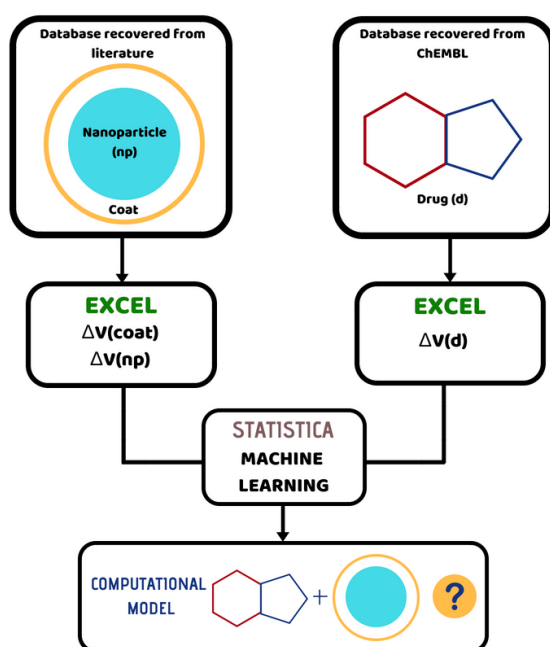 Database recovered from
literature
Nanoparticle
(np)
Coat
Database recovered from
ChEMBL
Drug (d)
EXCEL
ΔV(coat)
ΔV(np)
EXCEL
ΔV(d)
STATISTICA
MACHINE
LEARNING
COMPUTATIONAL
MODEL
+
?